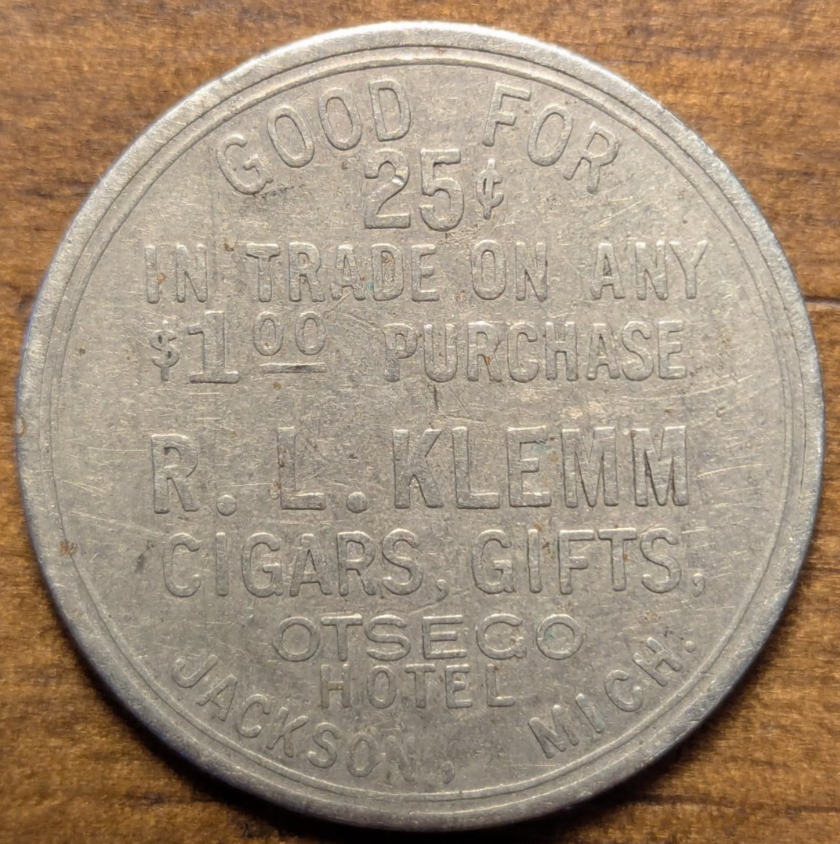 GOOD FOR
25¢
IN TRADE ON ANY
$1 00 PURCHASE
R. L. KLEMM
CIGARS, GIFTS,
OTSEGO
HOTEL
JACKSON, MICH.